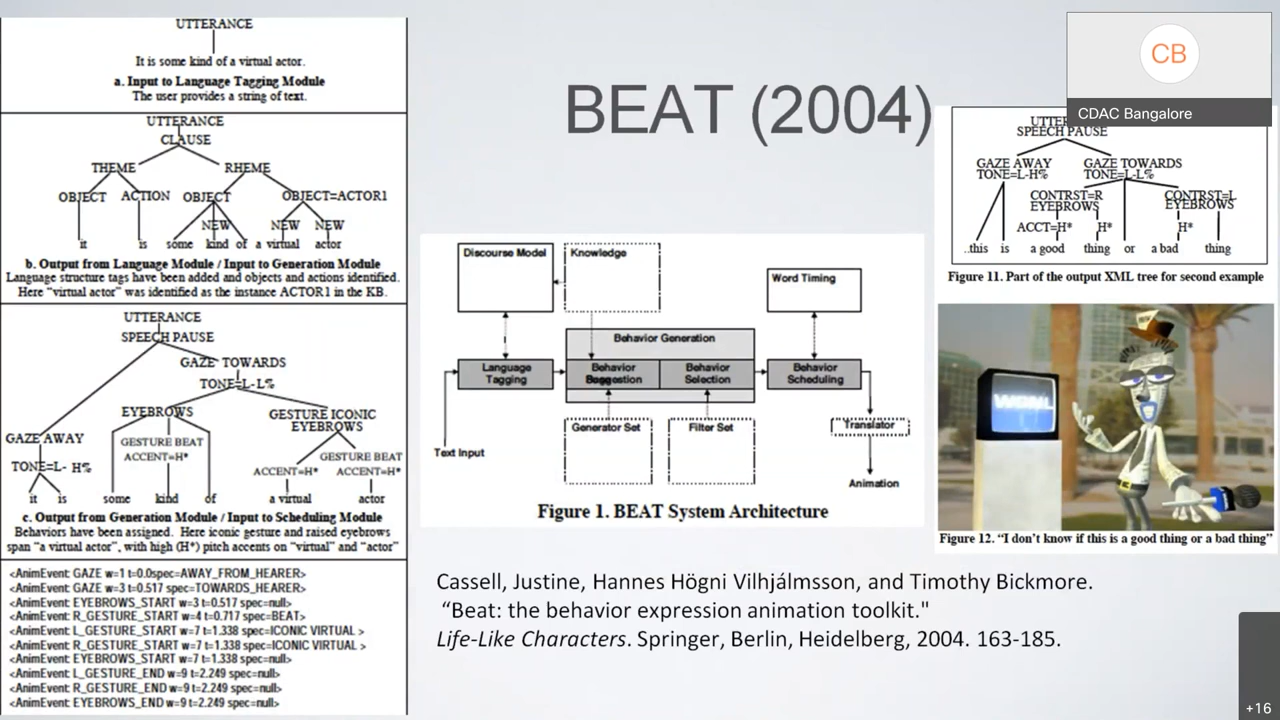 UTTERANCE
It is some kind of a virtual actor.
a. Input to Language Tagging Module
The user provides a string of text.
UTTERANCE
CLAUSE
THEME RHEME
OBJECT ACTION OBJECT OBJECT=ACTOR1
NEW NEW NEW
it is some kind of a virtual actor
b. Output from Language Module / Input to Generation Module
Language structure tags have been added and objects and actions identified.
Here "virtual actor" was identified as the instance ACTOR1 in the KB.
UTTERANCE
SPEECH PAUSE
GAZE TOWARDS
TONE=L-L%
EYEBROWS GESTURE ICONIC
EYEBROWS
GAZE AWAY GESTURE BEAT GESTURE BEAT
TONE=L- H% ACCENT=H* ACCENT=H* ACCENT=H*
it is some kind of a virtual actor
c. Output from Generation Module / Input to Scheduling Module
Behaviors have been assigned. Here iconic gesture and raised eyebrows
span "a virtual actor", with high (H*) pitch accents on "virtual" and "actor"
<AnimEvent: GAZE w=1 t=0.0spec=AWAY_FROM_HEARER>
<AnimEvent: GAZE w=3 t=0.517 spec=TOWARDS_HEARER>
<AnimEvent: EYEBROWS_START w=3 t=0.517 spec=null>
<AnimEvent: R_GESTURE_START w=4 t=0.717 spec=BEAT>
<AnimEvent: L_GESTURE_START w=7 t=1.338 spec=ICONIC VIRTUAL >
<AnimEvent: R_GESTURE_START w=7 t=1.338 spec=ICONIC VIRTUAL >
<AnimEvent: EYEBROWS_START w=7 t=1.338 spec=null>
<AnimEvent: L_GESTURE_END w=9 t=2.249 spec=null>
<AnimEvent: R_GESTURE_END w=9 t=2.249 spec=null>
<AnimEvent: EYEBROWS_END w=9 t=2.249 spec=null>
BEAT (2004)
Discourse Model Knowledge Word Timing
Behavior Generation
Language Tagging
Behavior
Behavior Selection
Behavior Scheduling
Generator Set Filter Set Translator
Text Input
Animation
Figure 1. BEAT System Architecture
Cassell, Justine, Hannes Högni Vilhjálmsson, and Timothy Bickmore.
“Beat: the behavior expression animation toolkit."
Life-Like Characters. Springer, Berlin, Heidelberg, 2004. 163-185.
CB
CDAC Bangalore
SPEECH PAUSE
GAZE AWAY GAZE TOWARDS
TONE=L-H% TONE=L-L%
CONTRST=R
EYEBROWS EYEBROWS
ACCT=H* H* H*
..this is a good thing or a bad thing
Figure 11. Part of the output XML tree for second example
Figure 12. "I don't know if this is a good thing or a bad thing"
+16